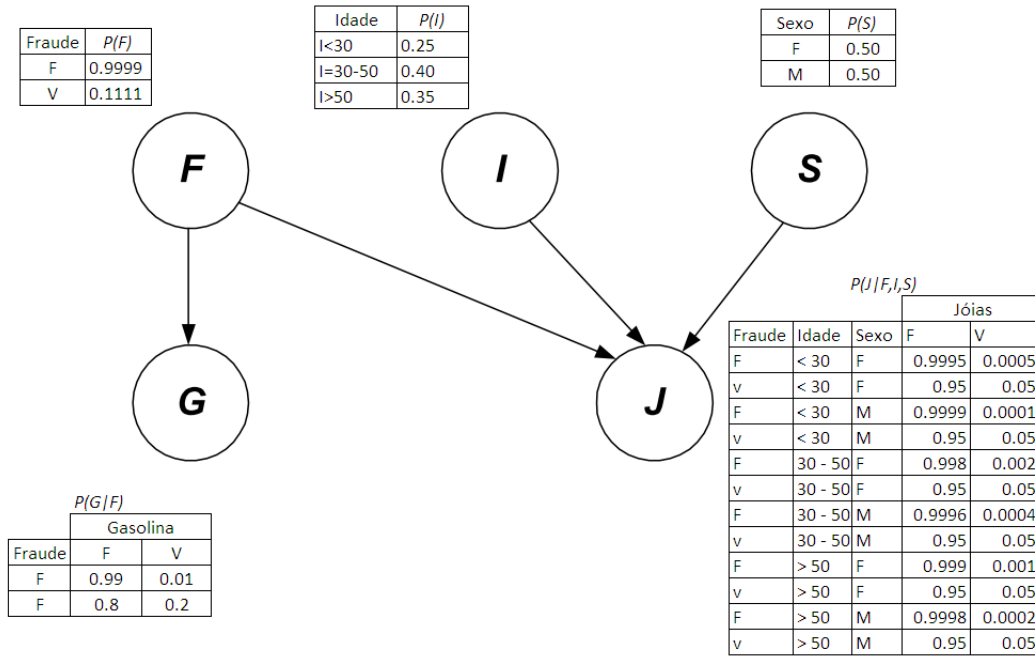 Fraude P(F)
F 0.9999
V 0.1111
Idade P(I)
I<30 0.25
I=30-50 0.40
I>50 0.35
Sexo P(S)
F 0.50
M 0.50
F
I
S
G
J
P(G|F)
Gasolina
Fraude F V
F 0.99 0.01
F 0.8 0.2
P(J|F,I,S)
Jóias
Fraude Idade Sexo F V
F < 30 F 0.9995 0.0005
v < 30 F 0.95 0.05
F < 30 M 0.9999 0.0001
v < 30 M 0.95 0.05
F 30 - 50 F 0.998 0.002
v 30 - 50 F 0.95 0.05
F 30 - 50 M 0.9996 0.0004
v 30 - 50 M 0.95 0.05
F > 50 F 0.999 0.001
v > 50 F 0.95 0.05
F > 50 M 0.9998 0.0002
v > 50 M 0.95 0.05